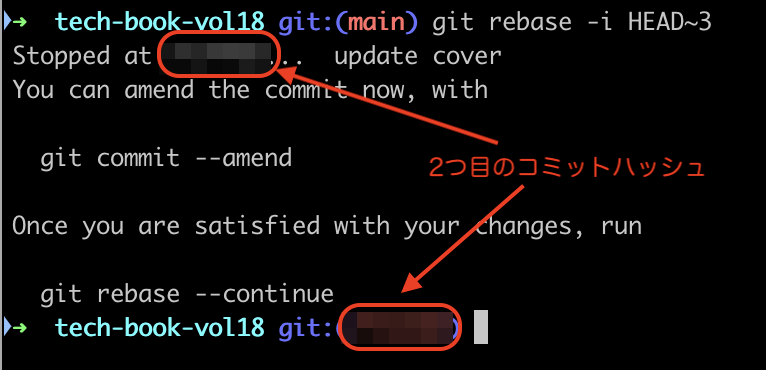 ➜ tech-book-vol18 git:(main) git rebase -i HEAD~3
Stopped at ... update cover
You can amend the commit now, with
git commit --amend
2つ目のコミットハッシュ
Once you are satisfied with your changes, run
git rebase --continue
➜ tech-book-vol18 git:( )